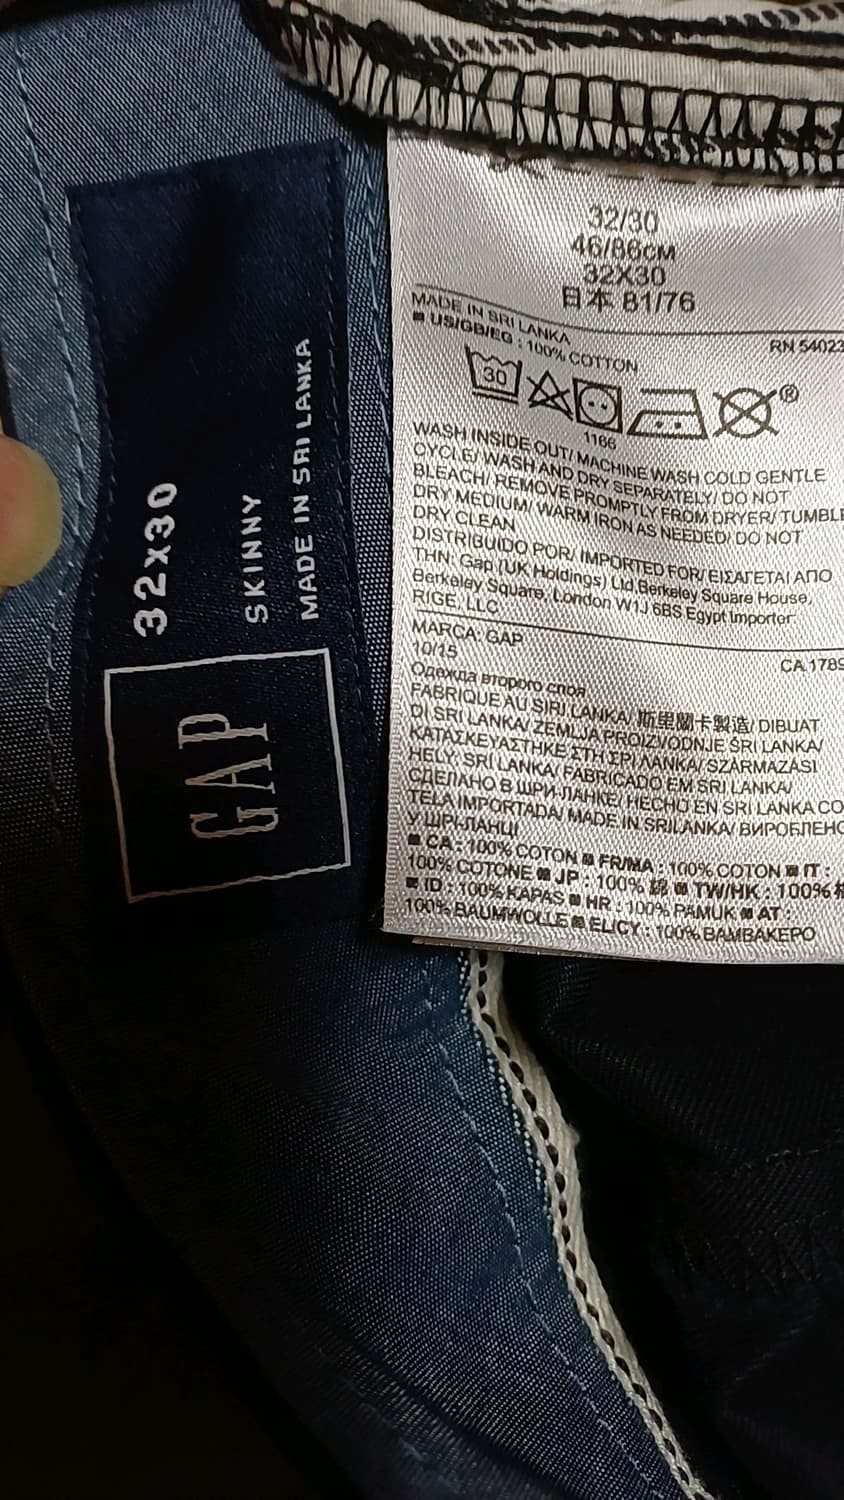 32X30
SKINNY
MADE IN SRI LANKA
GAP
32/30
46/86CM
32X30
日本 81/76
MADE IN SRI LANKA
RN 54023
■ US/GB/EG : 100% COTTON
30
1166
®
WASH INSIDE OUT/ MACHINE WASH COLD GENTLE
CYCLE/ WASH AND DRY SEPARATELY/ DO NOT
BLEACH/ REMOVE PROMPTLY FROM DRYER/ TUMBLE
DRY MEDIUM/ WARM IRON AS NEEDED/ DO NOT
DRY CLEAN
DISTRIBUIDO POR/ IMPORTED FOR/ ΕΙΣΑΓΕΤΑΙ ΑΠΟ
THN: Gap (UK Holdings) Ltd,Berkeley Square House,
Berkeley Square, London W1J 6BS Egypt Importer:
RIGE, LLC
MARCA: GAP
10/15
CA 1789
Одежда второго слоя
FABRIQUE AU SIRI LANKA/ 斯里蘭卡製造/ DIBUAT
DI SRI LANKA/ ZEMLJA PROIZVODNJE ŠRI LANKA/
ΚΑΤΑΣΚΕΥΑΣΤΗΚΕ ΣΤΗ ΣΡΙ ΛΑΝΚΑ/ SZÁRMAZÁSI
HELY: SRÍ LANKA/ FABRICADO EM SRI LANKA/
СДЕЛАНО В ШРИ-ЛАНКЕ/ HECHO EN SRI LANKA CO
TELA IMPORTADA/ MADE IN SRILANKA/ ВИРОБЛЕНО
У ШРІ-ЛАНЦІ
■ CA : 100% COTON ■ FR/MA : 100% COTON ■ IT :
100% COTONE ■ JP : 100% 綿 ■ TW/HK : 100%
■ ID : 100% KAPAS ■ HR : 100% PAMUK ■ AT :
100% BAUMWOLLE ■ EL/CY : 100% ΒΑΜΒΑΚΕΡΟ